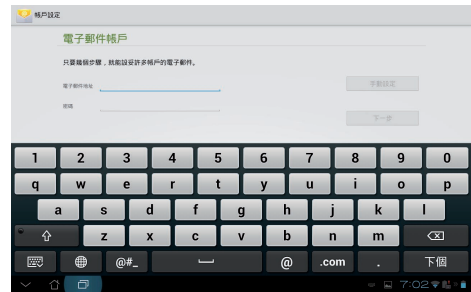 帳戶設定
電子郵件帳戶
只要幾個步驟，就能設定許多帳戶的電子郵件。
電子郵件地址
手動設定
密碼
下一步
1 2 3 4 5 6 7 8 9 0
q w e r t y u i o p
a s d f g h j k l
z x c v b n m
@#_ @ .com . 下個
7:02